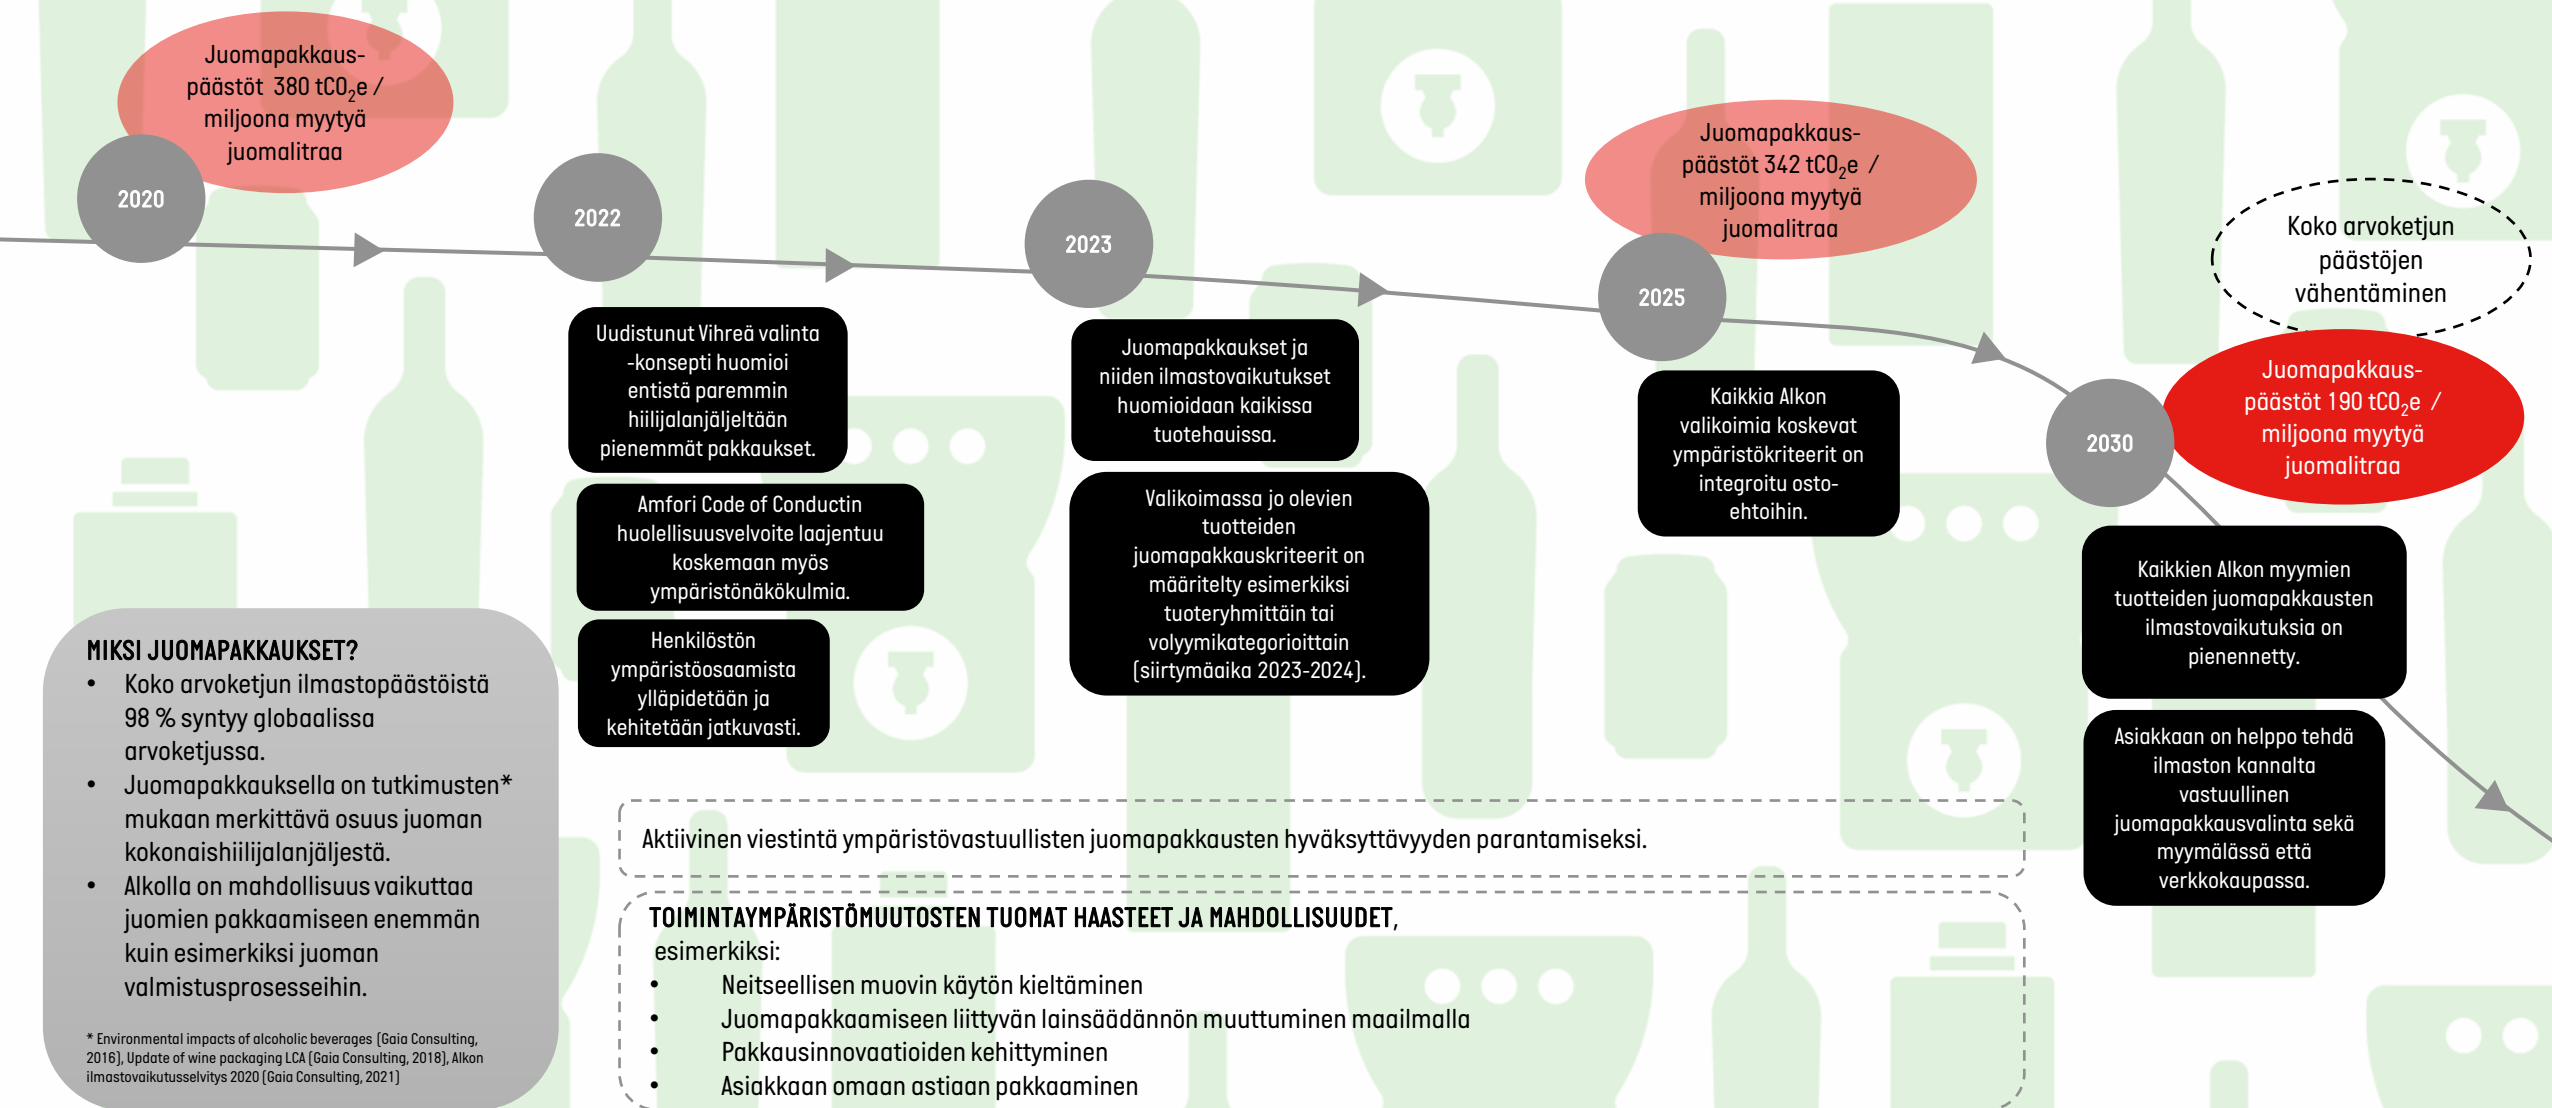 Juomapakkaus-
päästöt 380 tCO₂e /
miljoona myytyä
juomalitraa
2020
2022
Uudistunut Vihreä valinta
-konsepti huomioi
entistä paremmin
hiilijalanjäljeltään
pienemmät pakkaukset.
Amfori Code of Conductin
huolellisuusvelvoite laajentuu
koskemaan myös
ympäristönäkökulmia.
Henkilöstön
ympäristöosaamista
ylläpidetään ja
kehitetään jatkuvasti.
2023
Juomapakkaukset ja
niiden ilmastovaikutukset
huomioidaan kaikissa
tuotehauissa.
Valikoimassa jo olevien
tuotteiden
juomapakkauskriteerit on
määritelty esimerkiksi
tuoteryhmittäin tai
volyymikategorioittain
(siirtymäaika 2023-2024).
Juomapakkaus-
päästöt 342 tCO₂e /
miljoona myytyä
juomalitraa
2025
Kaikkia Alkon
valikoimia koskevat
ympäristökriteerit on
integroitu osto-
ehtoihin.
Koko arvoketjun
päästöjen
vähentäminen
Juomapakkaus-
päästöt 190 tCO₂e /
miljoona myytyä
juomalitraa
2030
Kaikkien Alkon myymien
tuotteiden juomapakkausten
ilmastovaikutuksia on
pienennetty.
Asiakkaan on helppo tehdä
ilmaston kannalta
vastuullinen
juomapakkausvalinta sekä
myymälässä että
verkkokaupassa.
MIKSI JUOMAPAKKAUKSET?
• Koko arvoketjun ilmastopäästöistä
98 % syntyy globaalissa
arvoketjussa.
• Juomapakkauksella on tutkimusten*
mukaan merkittävä osuus juoman
kokonaishiilijalanjäljestä.
• Alkolla on mahdollisuus vaikuttaa
juomien pakkaamiseen enemmän
kuin esimerkiksi juoman
valmistusprosesseihin.
* Environmental impacts of alcoholic beverages (Gaia Consulting,
2016), Update of wine packaging LCA (Gaia Consulting, 2018), Alkon
ilmastovaikutusselvitys 2020 (Gaia Consulting, 2021)
Aktiivinen viestintä ympäristövastuullisten juomapakkausten hyväksyttävyyden parantamiseksi.
TOIMINTAYMPÄRISTÖMUUTOSTEN TUOMAT HAASTEET JA MAHDOLLISUUDET,
esimerkiksi:
• Neitseellisen muovin käytön kieltäminen
• Juomapakkaamiseen liittyvän lainsäädännön muuttuminen maailmalla
• Pakkausinnovaatioiden kehittyminen
• Asiakkaan omaan astiaan pakkaaminen